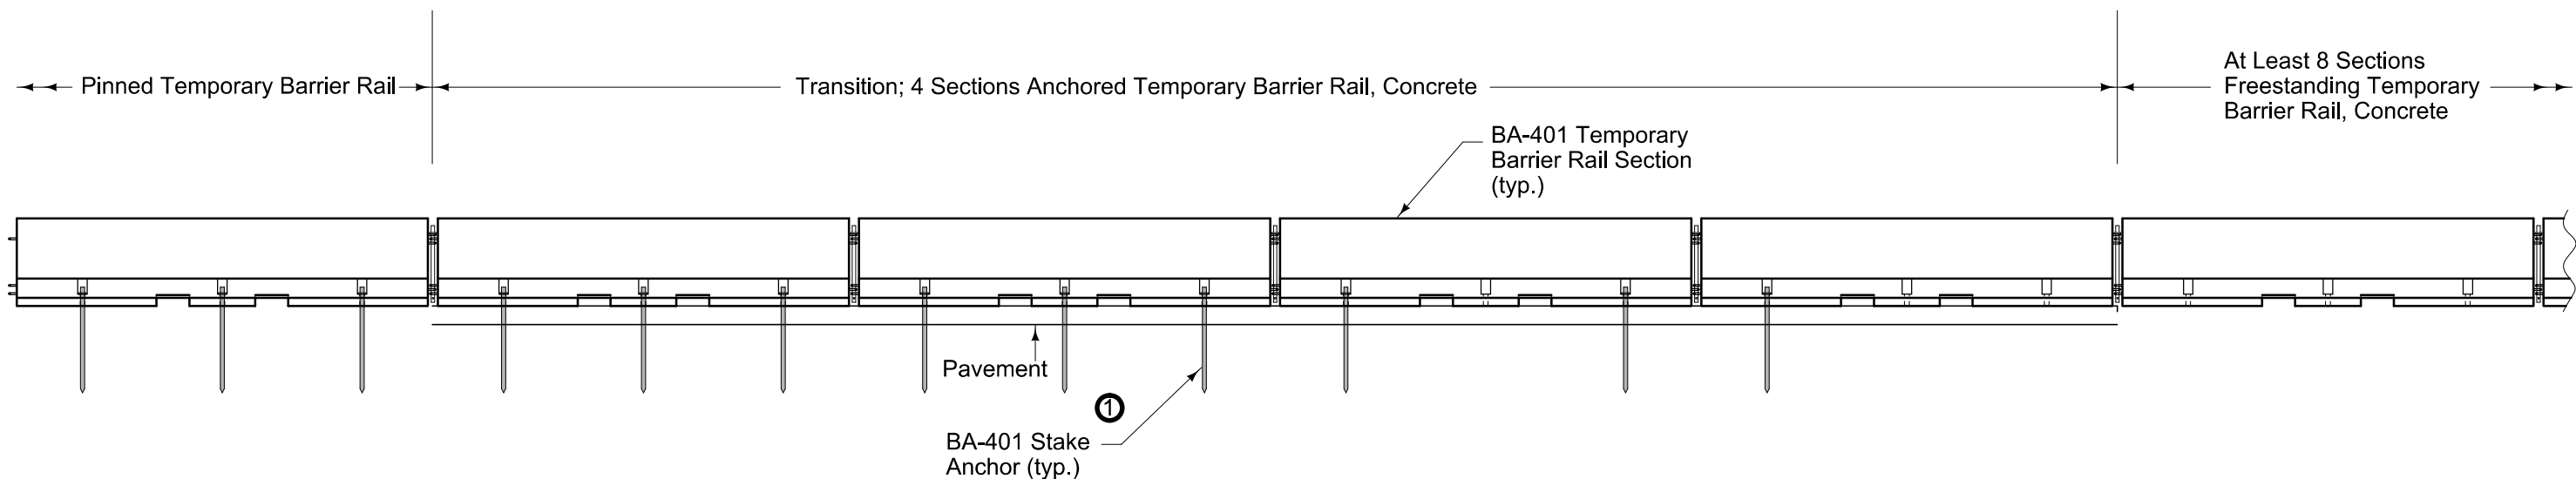 Pinned Temporary Barrier Rail
Transition; 4 Sections Anchored Temporary Barrier Rail, Concrete
At Least 8 Sections
Freestanding Temporary
Barrier Rail, Concrete
BA-401 Temporary
Barrier Rail Section
(typ.)
Pavement
1
BA-401 Stake
Anchor (typ.)